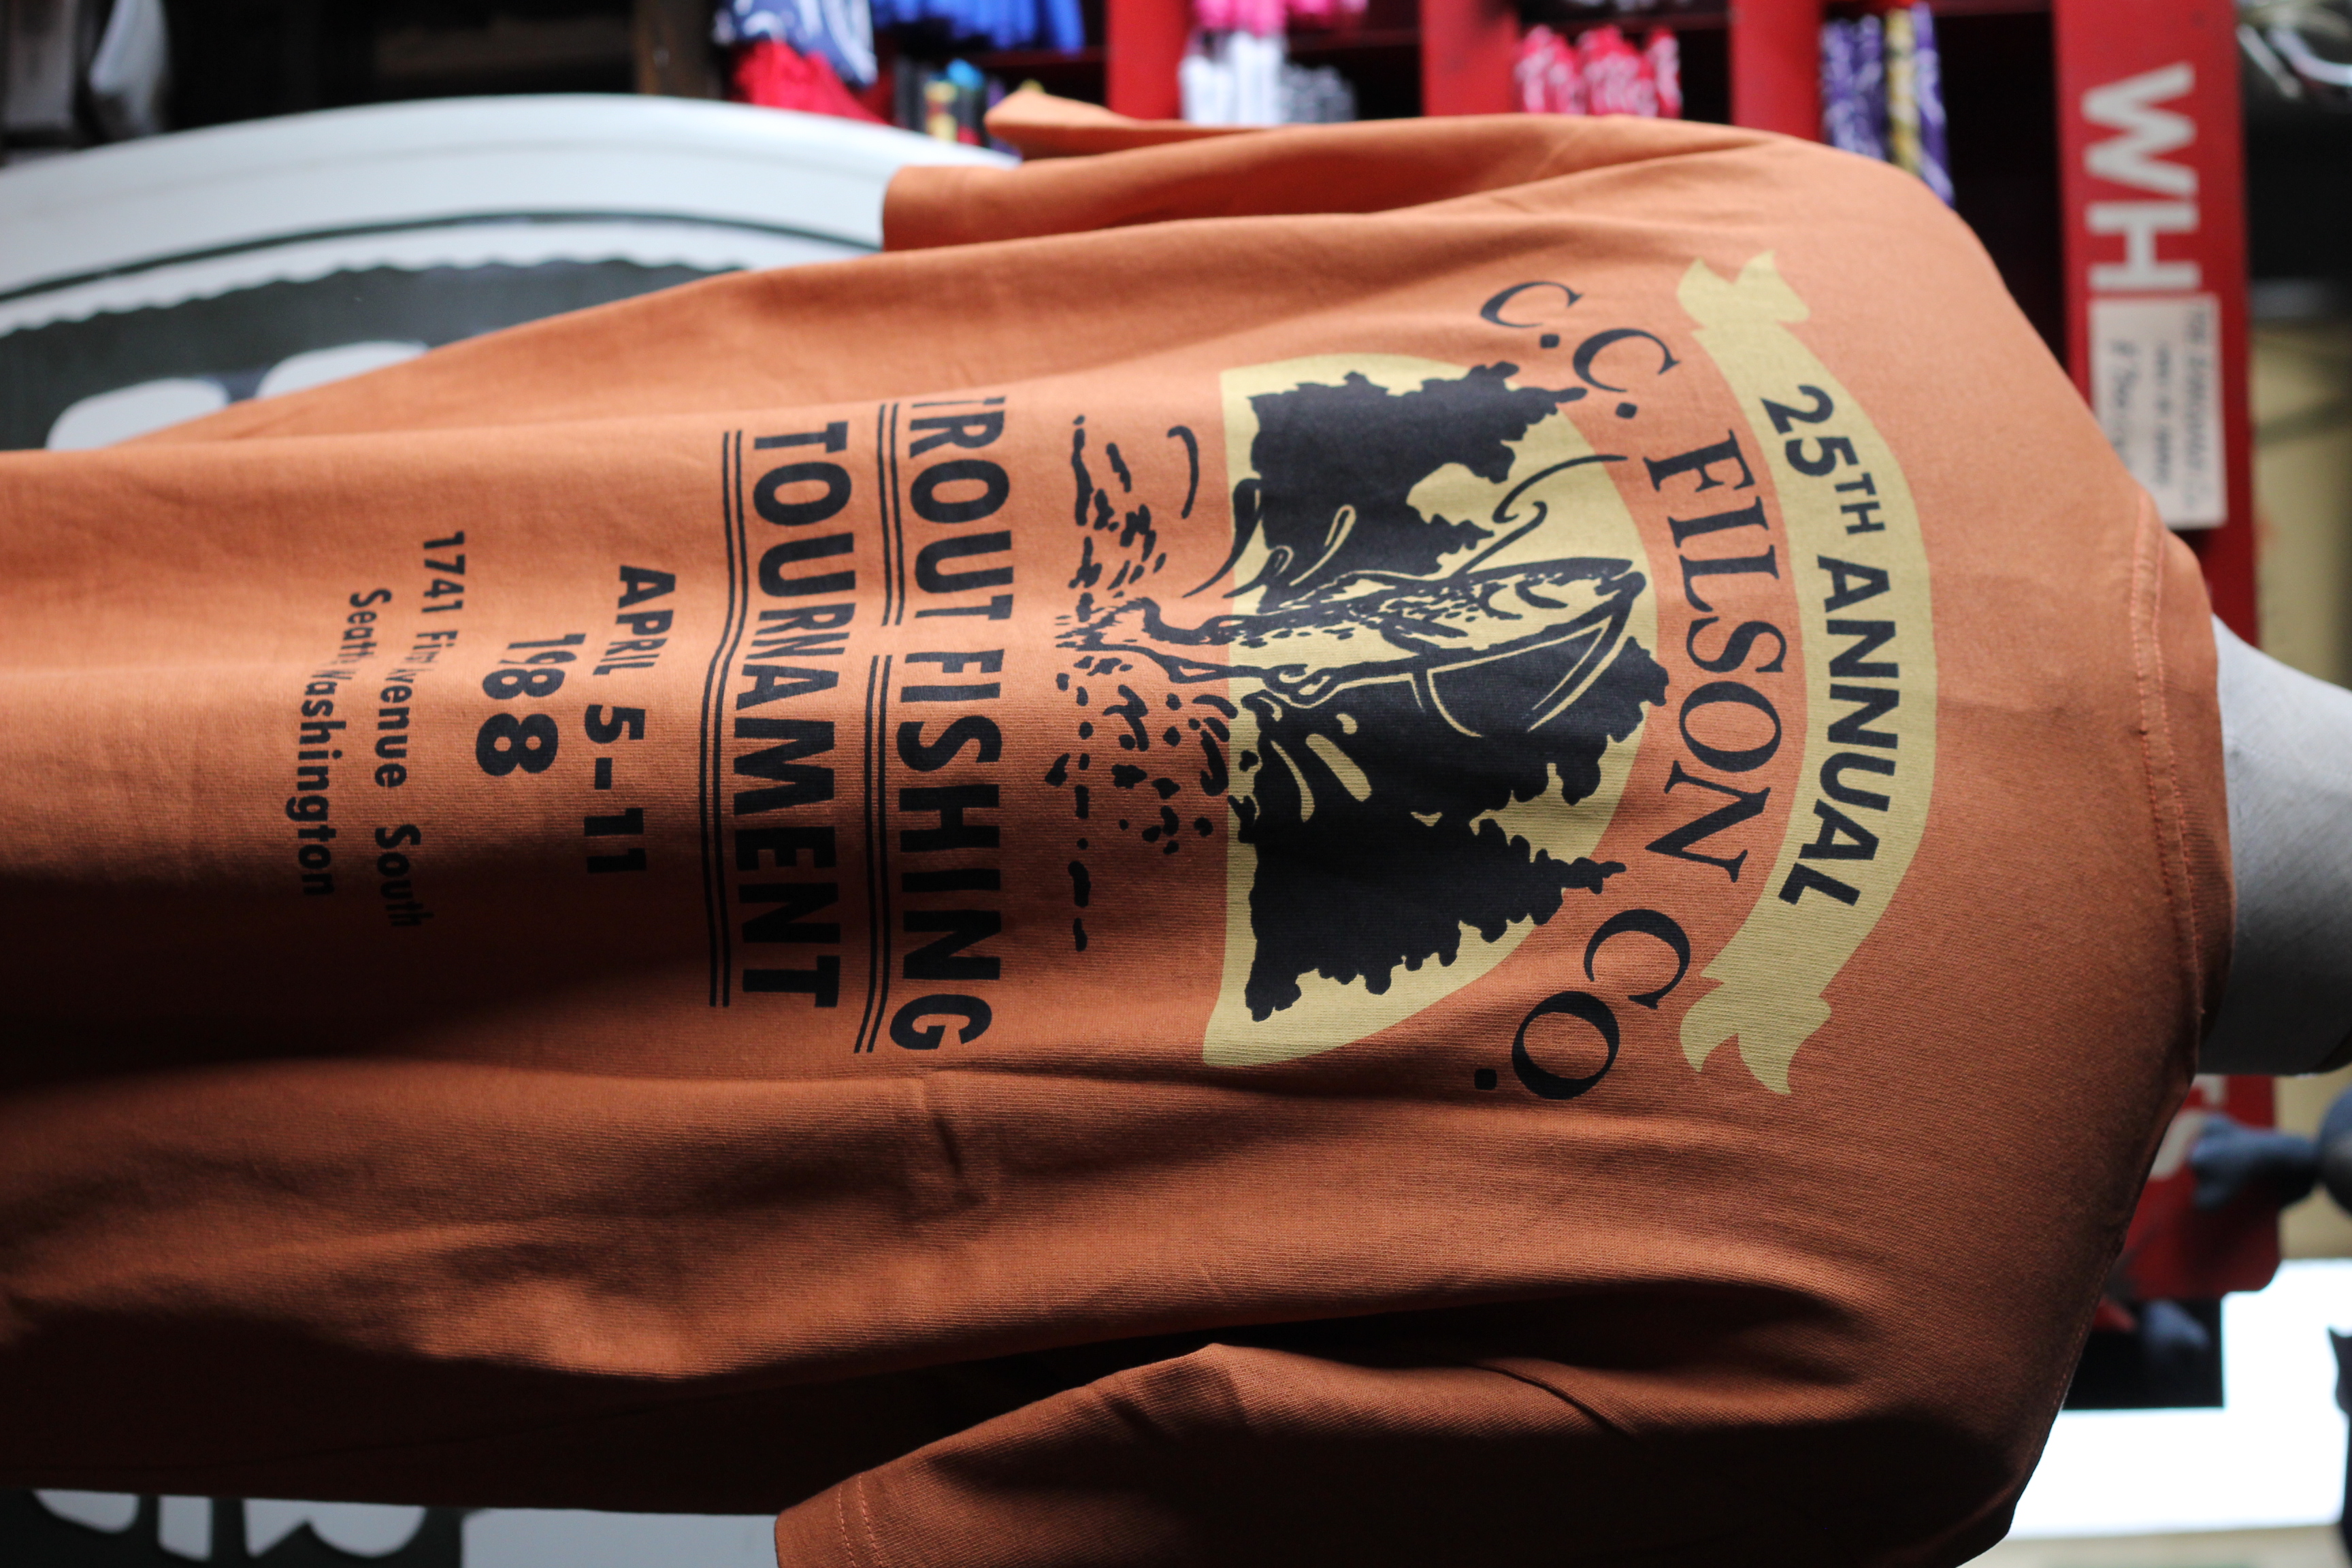 25TH ANNUAL
C.C. FILSON CO.
TROUT FISHING
TOURNAMENT
APRIL 5-11
1988
1741 First Avenue South
Seattle Washington
WH